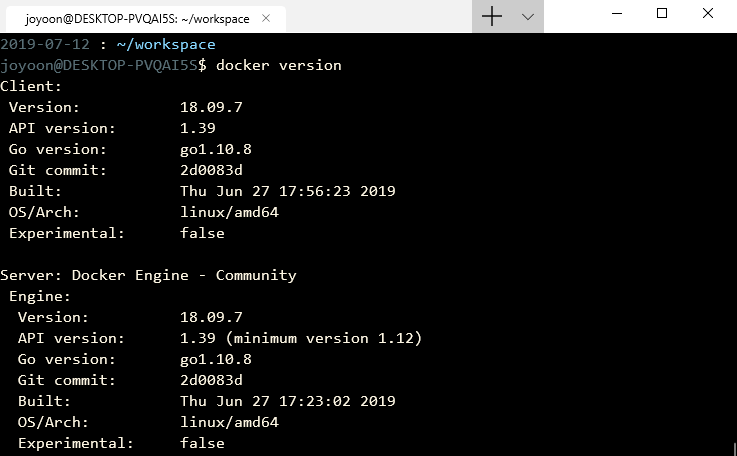 joyoon@DESKTOP-PVQAI5S: ~/workspace
2019-07-12 : ~/workspace
joyoon@DESKTOP-PVQAI5S$ docker version
Client:
 Version:           18.09.7
 API version:       1.39
 Go version:        go1.10.8
 Git commit:        2d0083d
 Built:             Thu Jun 27 17:56:23 2019
 OS/Arch:           linux/amd64
 Experimental:      false

Server: Docker Engine - Community
 Engine:
  Version:          18.09.7
  API version:      1.39 (minimum version 1.12)
  Go version:       go1.10.8
  Git commit:       2d0083d
  Built:            Thu Jun 27 17:23:02 2019
  OS/Arch:          linux/amd64
  Experimental:     false